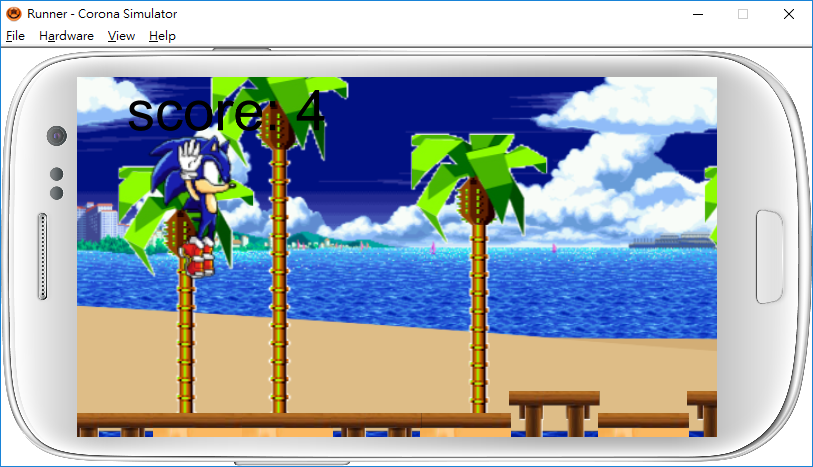 Runner - Corona Simulator
File Hardware View Help
score: 4